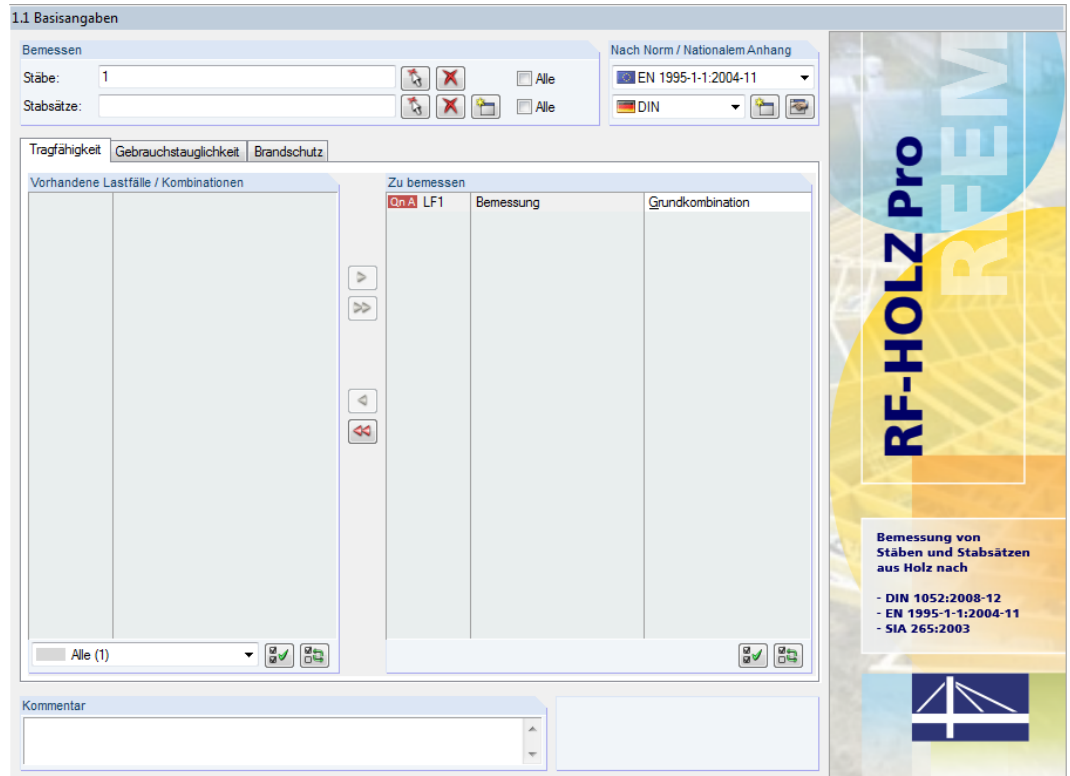 1.1 Basisangaben
Bemessen
Stäbe: 1 Alle
Stabsätze: Alle
Nach Norm / Nationalem Anhang
EN 1995-1-1:2004-11
DIN
Tragfähigkeit Gebrauchstauglichkeit Brandschutz
Vorhandene Lastfälle / Kombinationen
Zu bemessen
Qn A LF1 Bemessung Grundkombination
Alle (1)
Kommentar
RFEM
RF-HOLZ Pro
Bemessung von
Stäben und Stabsätzen
aus Holz nach
- DIN 1052:2008-12
- EN 1995-1-1:2004-11
- SIA 265:2003